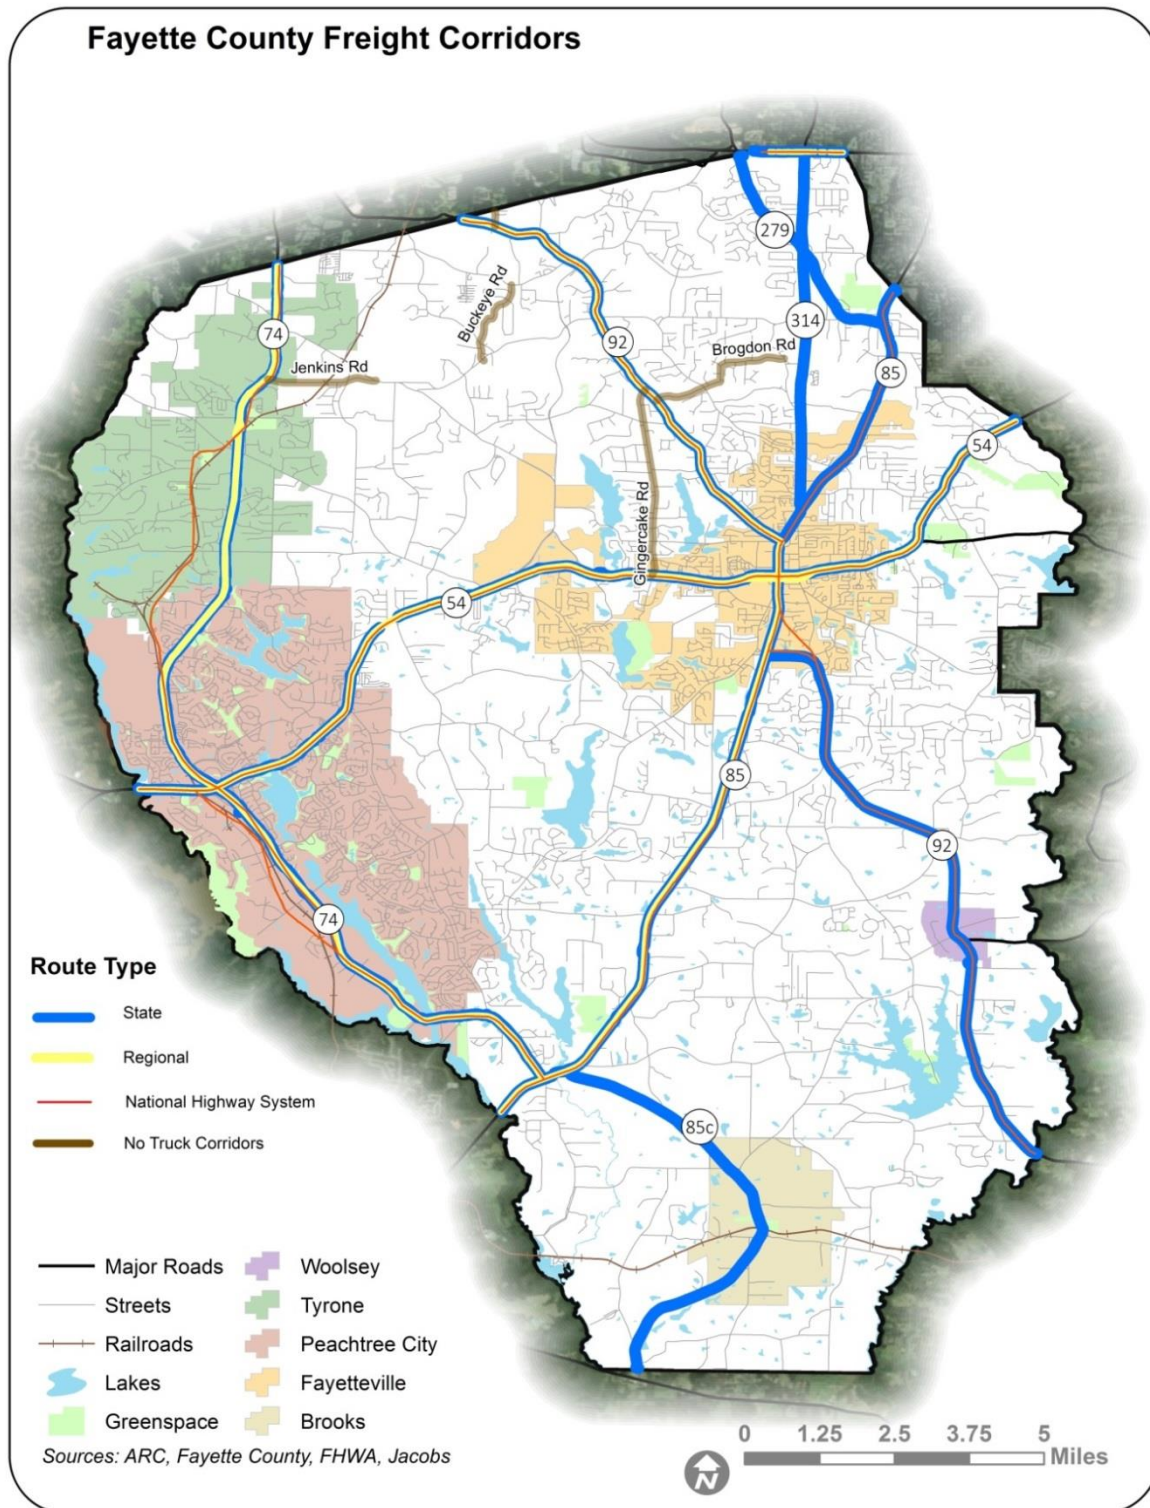 Fayette County Freight Corridors
279
74
Buckeye Rd
92
314
Jenkins Rd
Brogdon Rd
85
54
Gingercake Rd
54
85
92
74
85c
Route Type
State
Regional
National Highway System
No Truck Corridors
Major Roads
Streets
Railroads
Lakes
Greenspace
Woolsey
Tyrone
Peachtree City
Fayetteville
Brooks
Sources: ARC, Fayette County, FHWA, Jacobs
N
0 1.25 2.5 3.75 5
Miles